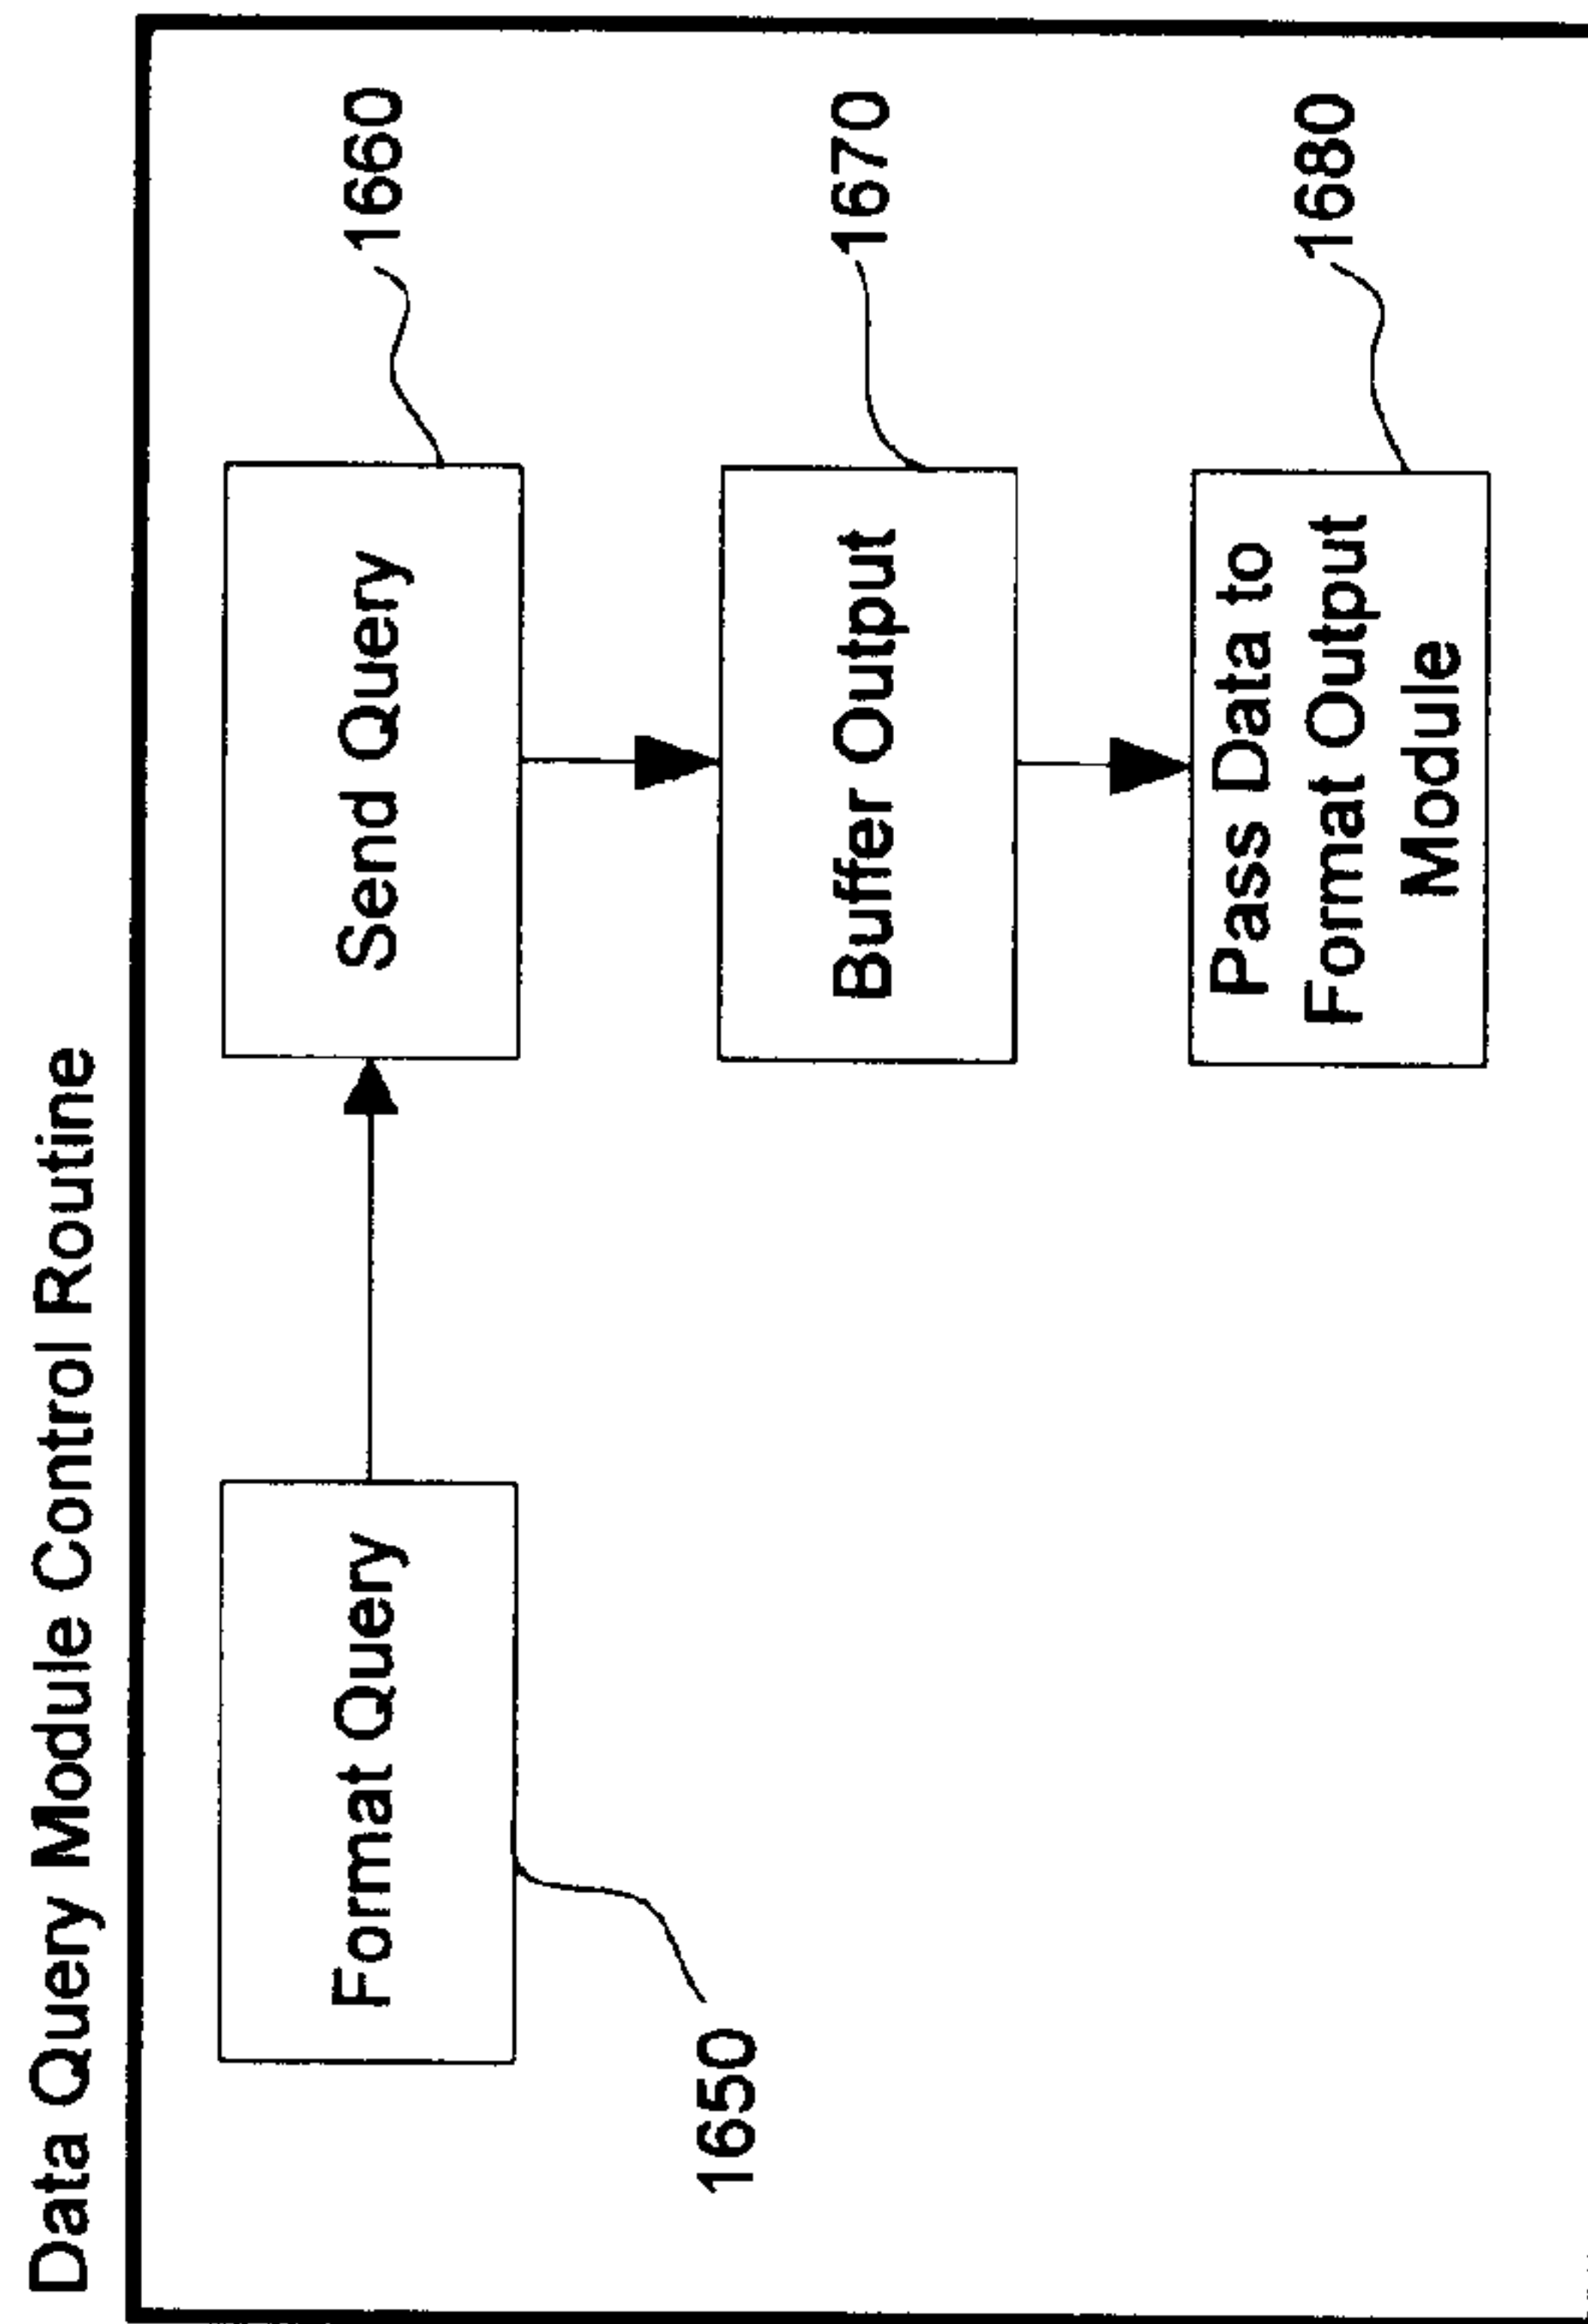 Data Query Module Control Routine
Format Query
1650
Send Query
1660
Buffer Output
1670
Pass Data to
Format Output
Module
1680